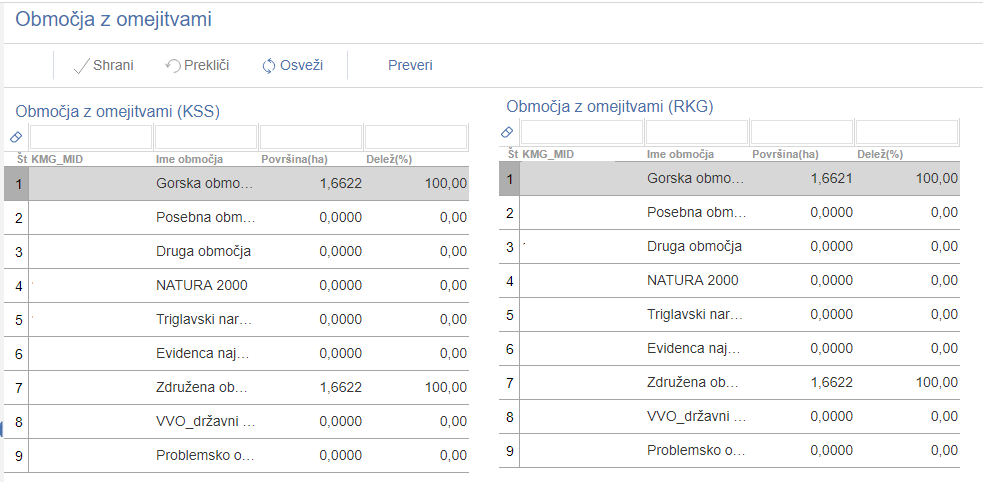 Območja z omejitvami
Shrani Prekliči Osveži Preveri
Območja z omejitvami (KSS)
Št KMG_MID Ime območja Površina(ha) Delež(%)
1 Gorska obmo... 1,6622 100,00
2 Posebna obm... 0,0000 0,00
3 Druga območja 0,0000 0,00
4 NATURA 2000 0,0000 0,00
5 Triglavski nar... 0,0000 0,00
6 Evidenca naj... 0,0000 0,00
7 Združena ob... 1,6622 100,00
8 VVO_državni ... 0,0000 0,00
9 Problemsko o... 0,0000 0,00
Območja z omejitvami (RKG)
Št KMG_MID Ime območja Površina(ha) Delež(%)
1 Gorska obmo... 1,6621 100,00
2 Posebna obm... 0,0000 0,00
3 Druga območja 0,0000 0,00
4 NATURA 2000 0,0000 0,00
5 Triglavski nar... 0,0000 0,00
6 Evidenca naj... 0,0000 0,00
7 Združena ob... 1,6622 100,00
8 VVO_državni ... 0,0000 0,00
9 Problemsko o... 0,0000 0,00